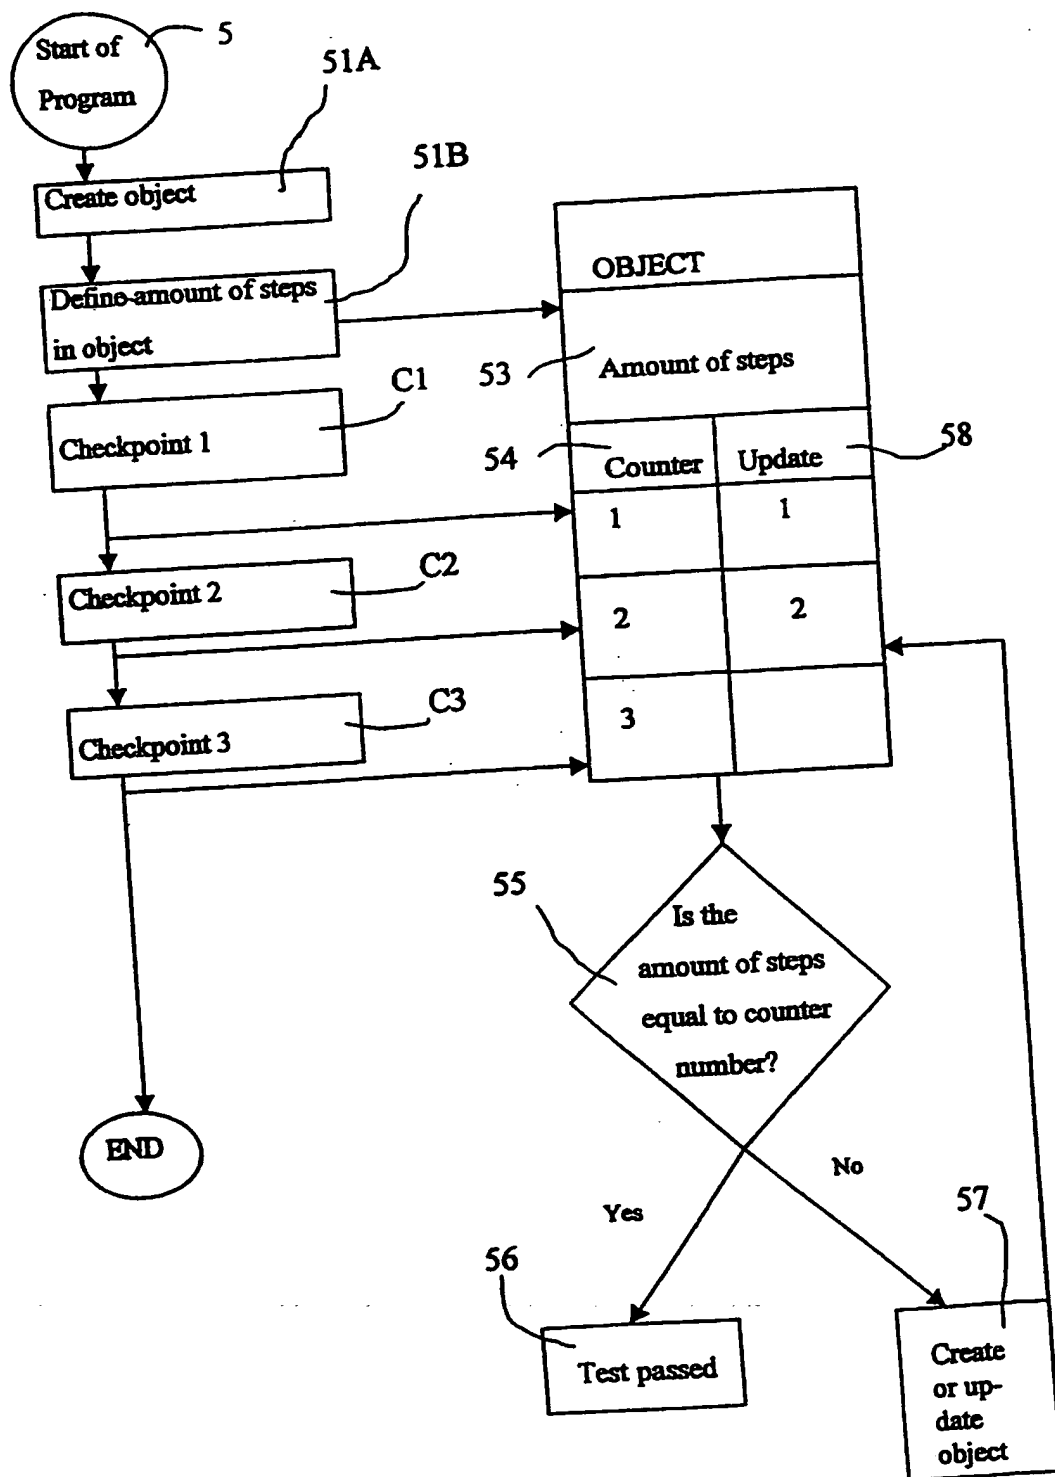 Start of
Program
5
51A
Create object
51B
Define amount of steps
in object
C1
Checkpoint 1
C2
Checkpoint 2
C3
Checkpoint 3
END
OBJECT
53
Amount of steps
54
Counter
Update
58
1
1
2
2
3
55
Is the
amount of steps
equal to counter
number?
Yes
No
56
Test passed
57
Create
or up-
date
object